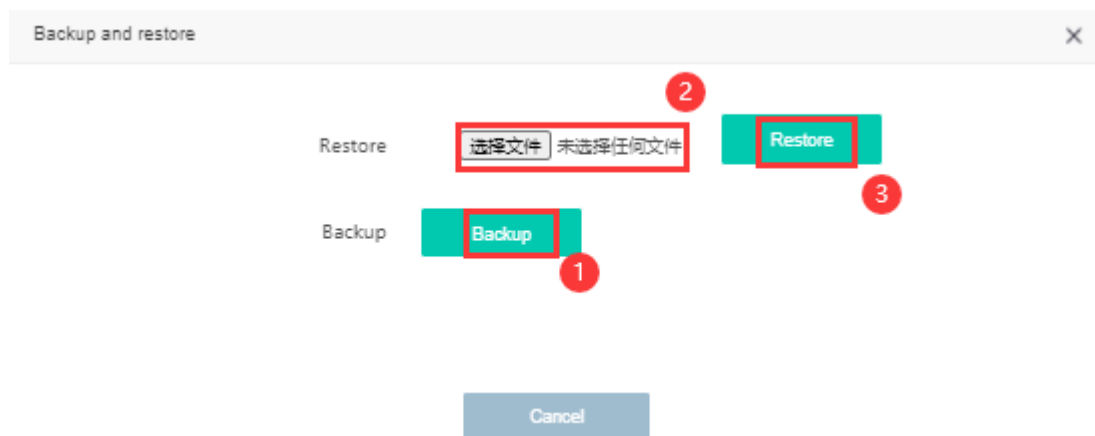 Backup and restore
2
Restore 选择文件 未选择任何文件 Restore
3
Backup Backup
1
Cancel